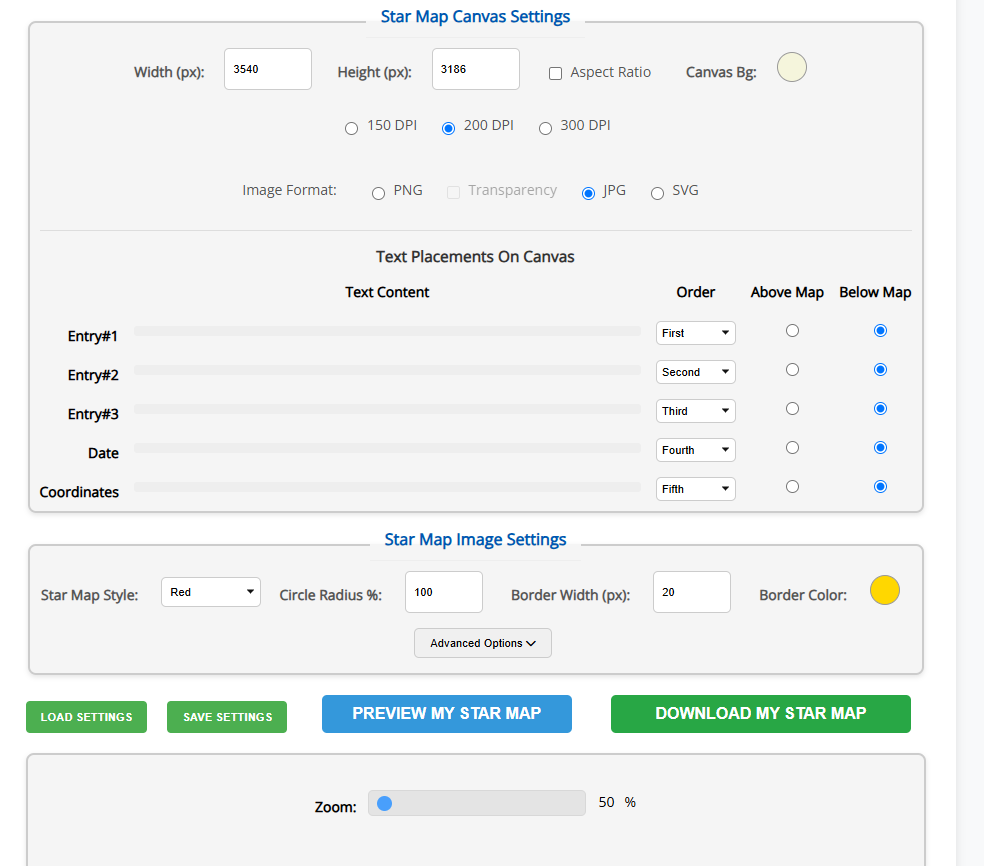 Star Map Canvas Settings
Width (px): 3540 Height (px): 3186 Aspect Ratio Canvas Bg:
150 DPI 200 DPI 300 DPI
Image Format: PNG Transparency JPG SVG
Text Placements On Canvas
Text Content Order Above Map Below Map
Entry#1 First
Entry#2 Second
Entry#3 Third
Date Fourth
Coordinates Fifth
Star Map Image Settings
Star Map Style: Red Circle Radius %: 100 Border Width (px): 20 Border Color:
Advanced Options
LOAD SETTINGS SAVE SETTINGS PREVIEW MY STAR MAP DOWNLOAD MY STAR MAP
Zoom: 50 %